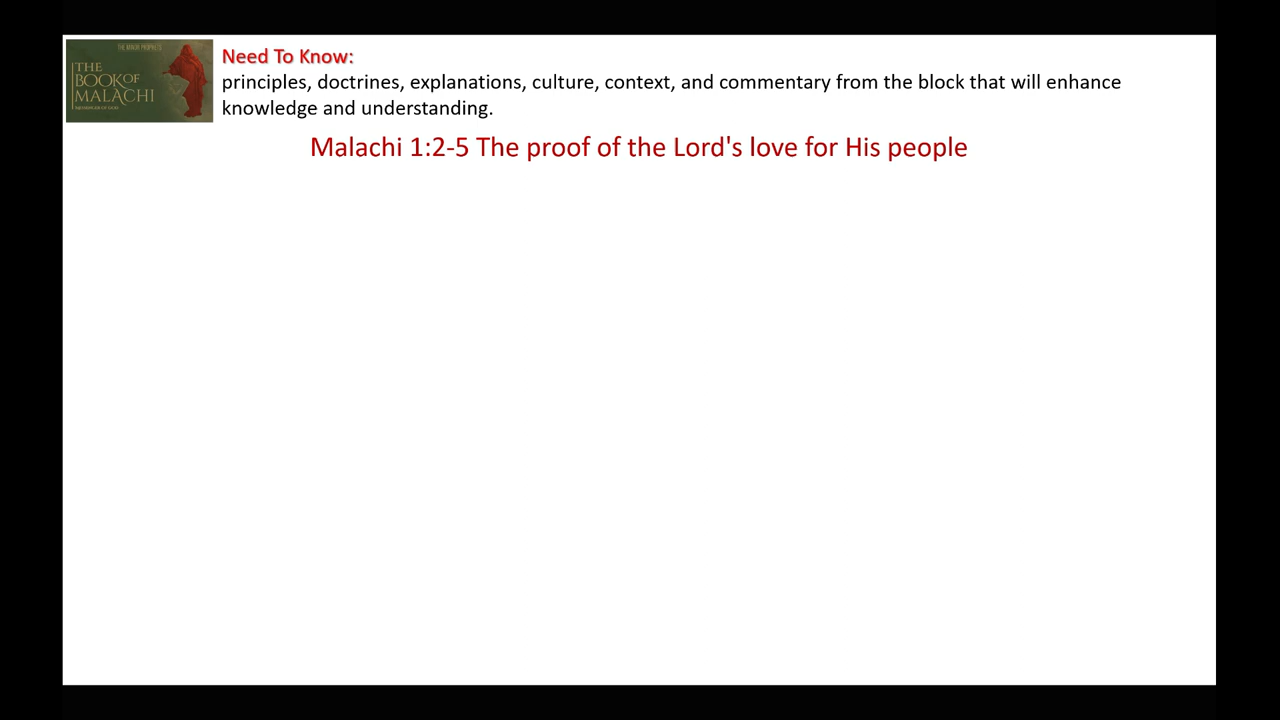 THE MINOR PROPHETS
THE
BOOK OF
MALACHI
Need To Know:
principles, doctrines, explanations, culture, context, and commentary from the block that will enhance
knowledge and understanding.
Malachi 1:2-5 The proof of the Lord's love for His people